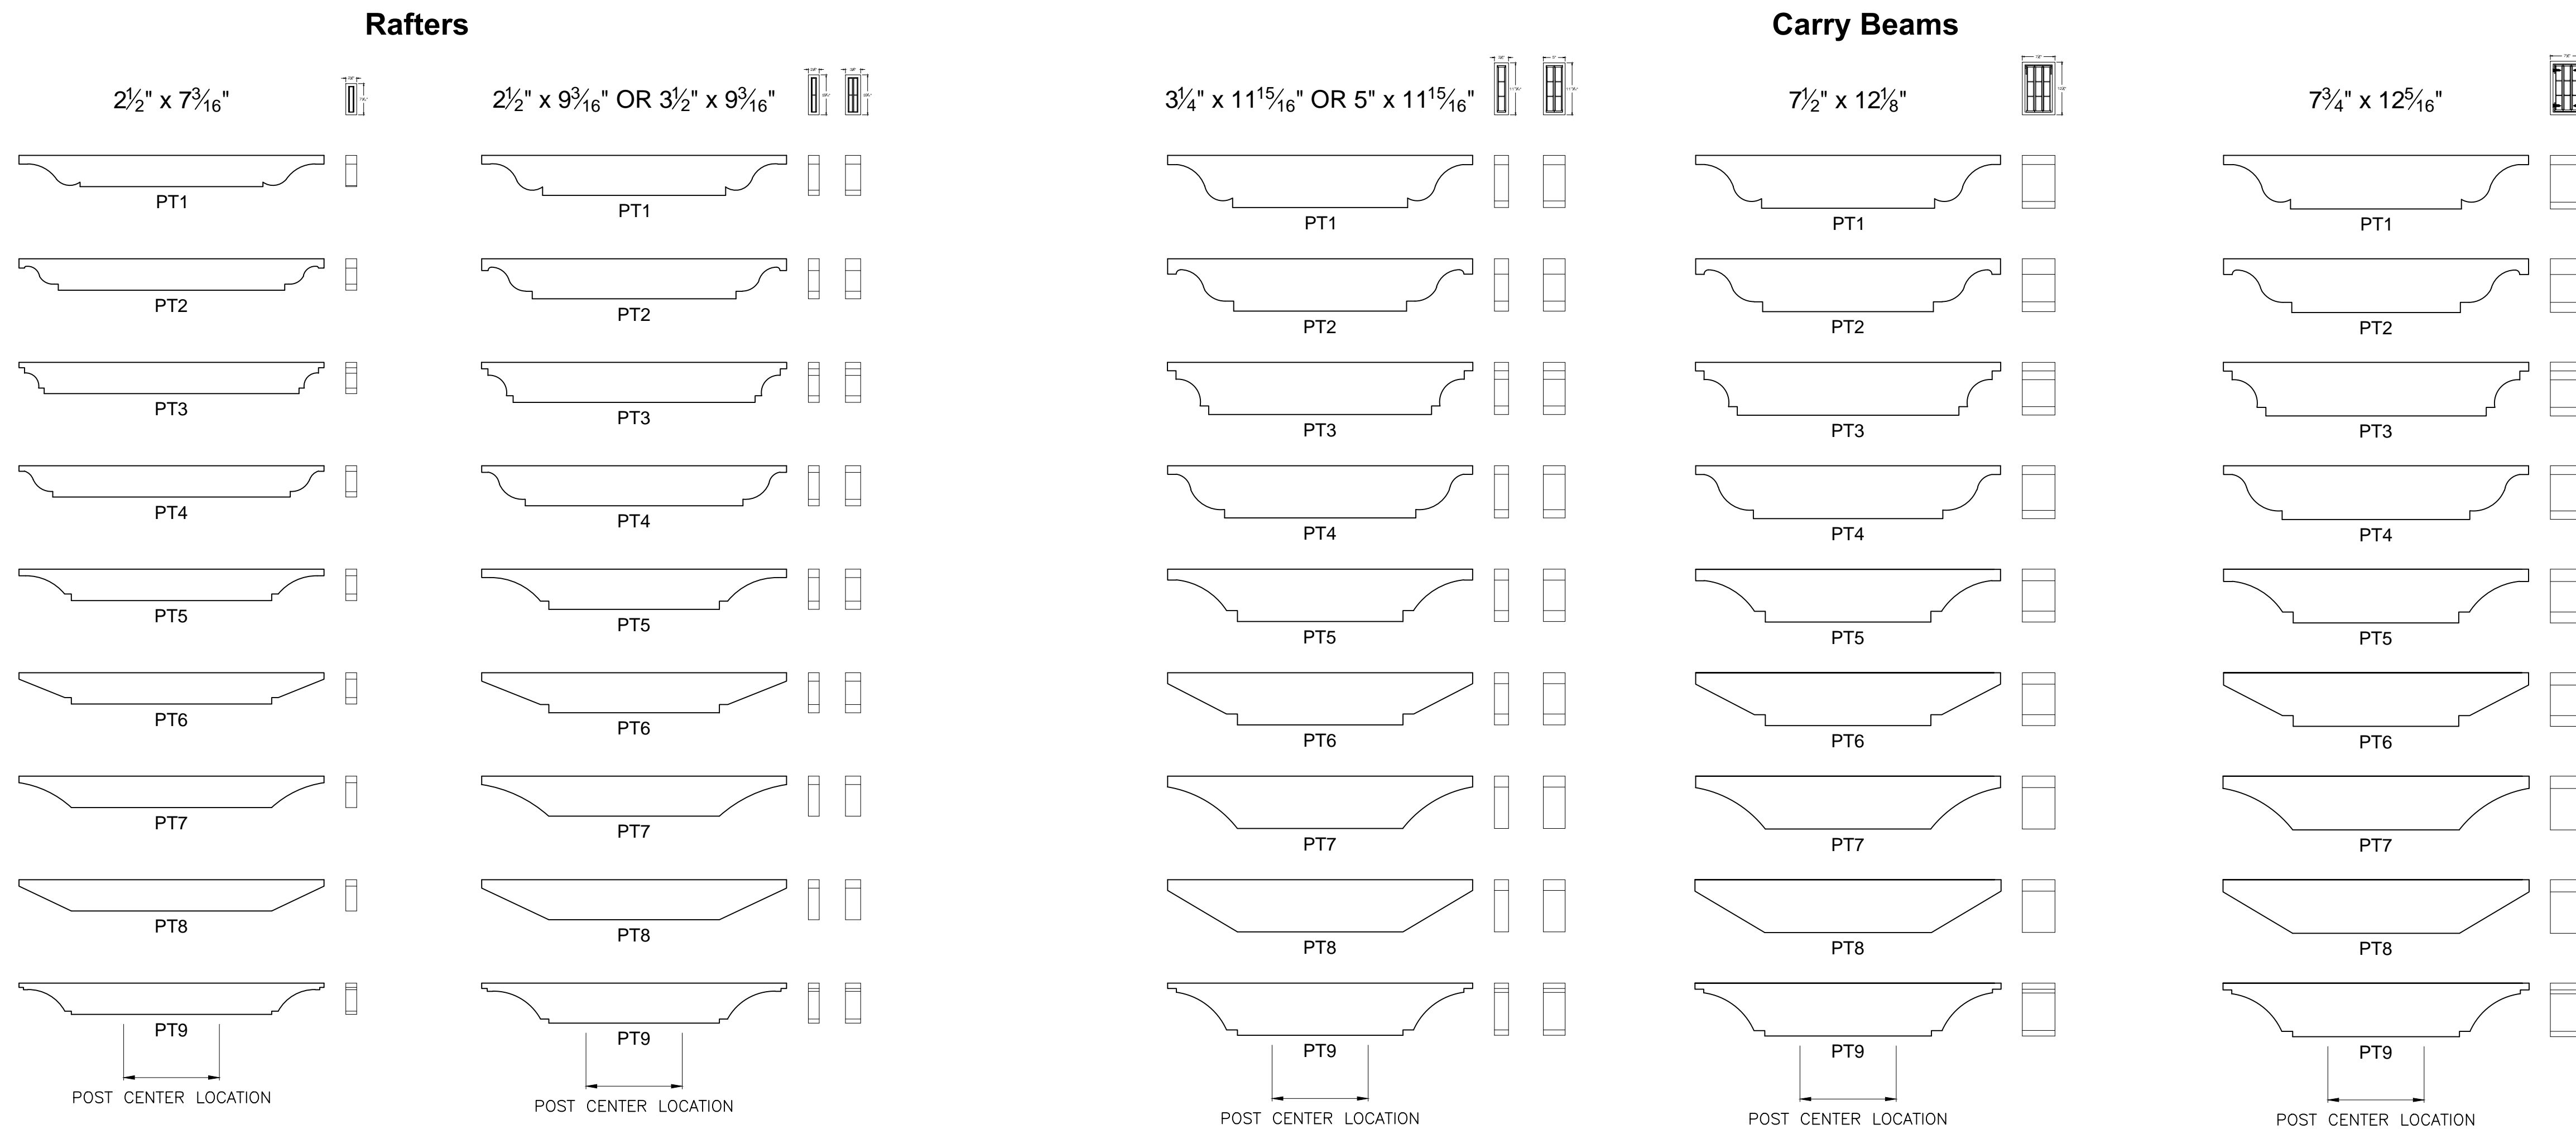 Rafters
Carry Beams
2½" x 7³⁄₁₆"
2½" x 9³⁄₁₆" OR 3½" x 9³⁄₁₆"
3¼" x 11¹⁵⁄₁₆" OR 5" x 11¹⁵⁄₁₆"
7½" x 12⅛"
7¾" x 12⁵⁄₁₆"
PT1 PT1 PT1 PT1 PT1
PT2 PT2 PT2 PT2 PT2
PT3 PT3 PT3 PT3 PT3
PT4 PT4 PT4 PT4 PT4
PT5 PT5 PT5 PT5 PT5
PT6 PT6 PT6 PT6 PT6
PT7 PT7 PT7 PT7 PT7
PT8 PT8 PT8 PT8 PT8
PT9 PT9 PT9 PT9 PT9
POST CENTER LOCATION
POST CENTER LOCATION
POST CENTER LOCATION
POST CENTER LOCATION
POST CENTER LOCATION